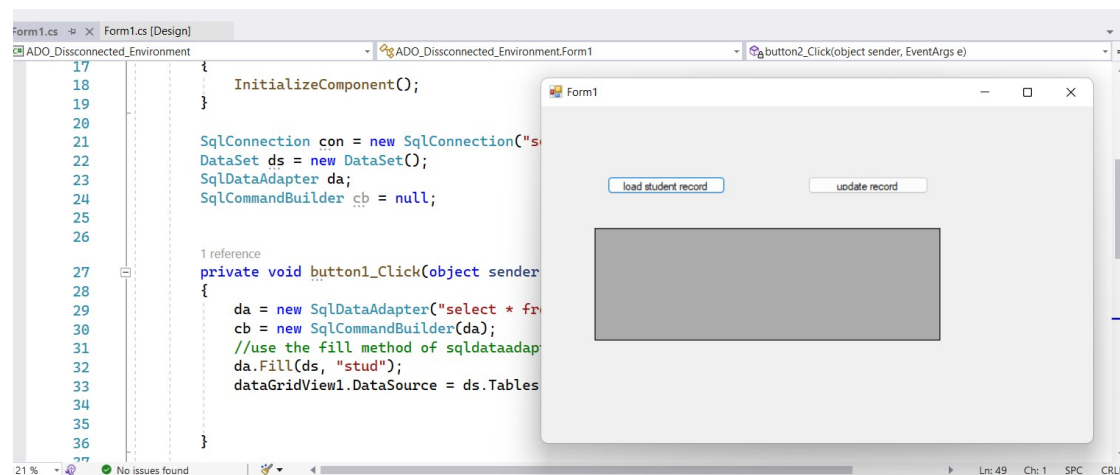 Form1.cs Form1.cs [Design]
ADO_Dissconnected_Environment ADO_Dissconnected_Environment.Form1 button2_Click(object sender, EventArgs e)
17 {
18 InitializeComponent();
19 }
20
21 SqlConnection con = new SqlConnection("s
22 DataSet ds = new DataSet();
23 SqlDataAdapter da;
24 SqlCommandBuilder cb = null;
25
26
1 reference
27 private void button1_Click(object sender
28 {
29 da = new SqlDataAdapter("select * fr
30 cb = new SqlCommandBuilder(da);
31 //use the fill method of sqldataadap
32 da.Fill(ds, "stud");
33 dataGridView1.DataSource = ds.Tables
34
35
36 }
37
Form1
load student record update record
21 % No issues found Ln: 49 Ch: 1 SPC CRL